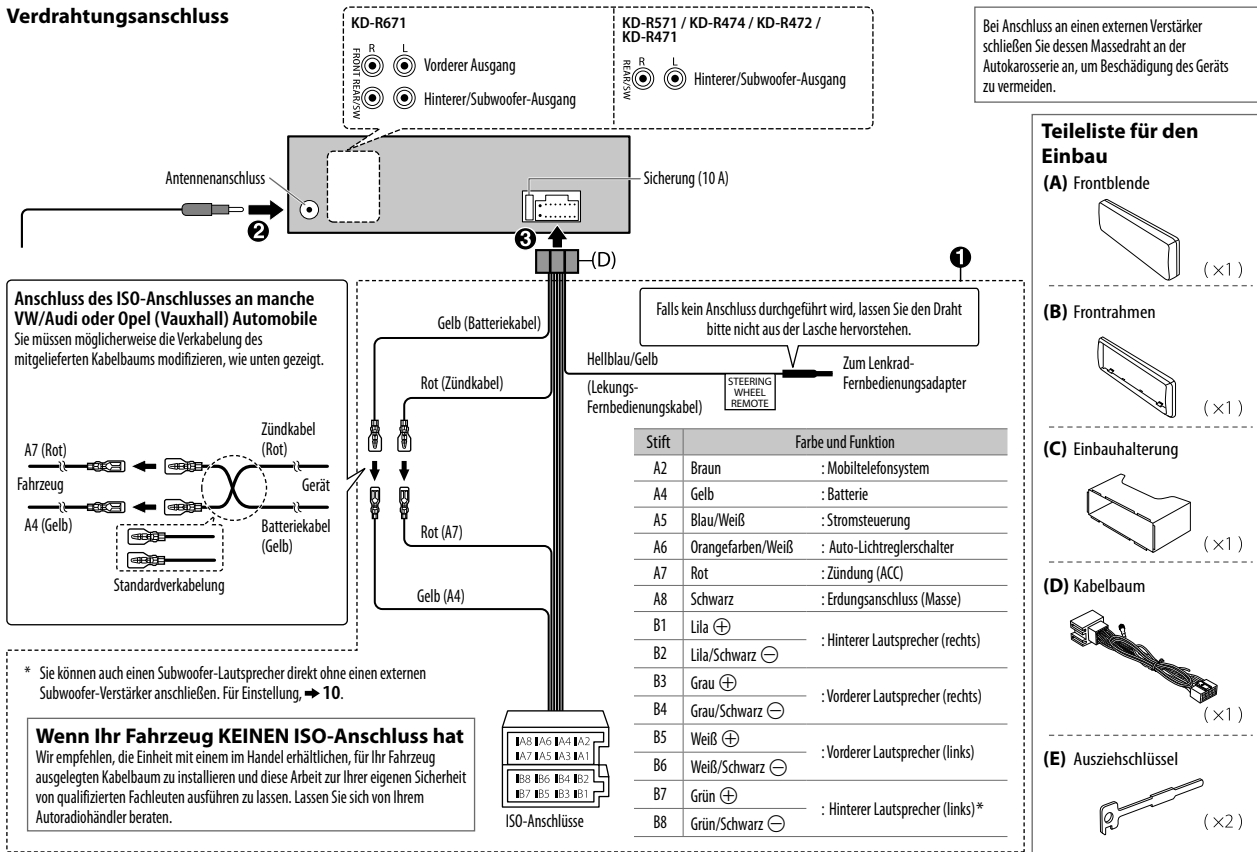 Verdrahtungsanschluss
KD-R671
R L
FRONT
REAR/SW
Vorderer Ausgang
Hinterer/Subwoofer-Ausgang
KD-R571 / KD-R474 / KD-R472 /
KD-R471
R L
REAR/SW
Hinterer/Subwoofer-Ausgang
Bei Anschluss an einen externen Verstärker
schließen Sie dessen Massedraht an der
Autokarosserie an, um Beschädigung des Geräts
zu vermeiden.
Antennenanschluss
Sicherung (10 A)
2
3
(D)
1
Anschluss des ISO-Anschlusses an manche
VW/Audi oder Opel (Vauxhall) Automobile
Sie müssen möglicherweise die Verkabelung des
mitgelieferten Kabelbaums modifizieren, wie unten gezeigt.
A7 (Rot)
Fahrzeug
A4 (Gelb)
Zündkabel
(Rot)
Gerät
Batteriekabel
(Gelb)
Standardverkabelung
Gelb (Batteriekabel)
Rot (Zündkabel)
Rot (A7)
Gelb (A4)
Falls kein Anschluss durchgeführt wird, lassen Sie den Draht
bitte nicht aus der Lasche hervorstehen.
Hellblau/Gelb
(Lekungs-
Fernbedienungskabel)
STEERING
WHEEL
REMOTE
Zum Lenkrad-
Fernbedienungsadapter
Stift Farbe und Funktion
A2 Braun : Mobiltelefonsystem
A4 Gelb : Batterie
A5 Blau/Weiß : Stromsteuerung
A6 Orangefarben/Weiß : Auto-Lichtreglerschalter
A7 Rot : Zündung (ACC)
A8 Schwarz : Erdungsanschluss (Masse)
B1 Lila ⊕
: Hinterer Lautsprecher (rechts)
B2 Lila/Schwarz ⊖
B3 Grau ⊕
: Vorderer Lautsprecher (rechts)
B4 Grau/Schwarz ⊖
B5 Weiß ⊕
: Vorderer Lautsprecher (links)
B6 Weiß/Schwarz ⊖
B7 Grün ⊕
: Hinterer Lautsprecher (links)*
B8 Grün/Schwarz ⊖
* Sie können auch einen Subwoofer-Lautsprecher direkt ohne einen externen
Subwoofer-Verstärker anschließen. Für Einstellung, ➜ 10.
Wenn Ihr Fahrzeug KEINEN ISO-Anschluss hat
Wir empfehlen, die Einheit mit einem im Handel erhältlichen, für Ihr Fahrzeug
ausgelegten Kabelbaum zu installieren und diese Arbeit zur Ihrer eigenen Sicherheit
von qualifizierten Fachleuten ausführen zu lassen. Lassen Sie sich von Ihrem
Autoradiohändler beraten.
A8 A6 A4 A2
A7 A5 A3 A1
B8 B6 B4 B2
B7 B5 B3 B1
ISO-Anschlüsse
Teileliste für den
Einbau
(A) Frontblende
(×1)
(B) Frontrahmen
(×1)
(C) Einbauhalterung
(×1)
(D) Kabelbaum
(×1)
(E) Ausziehschlüssel
(×2)